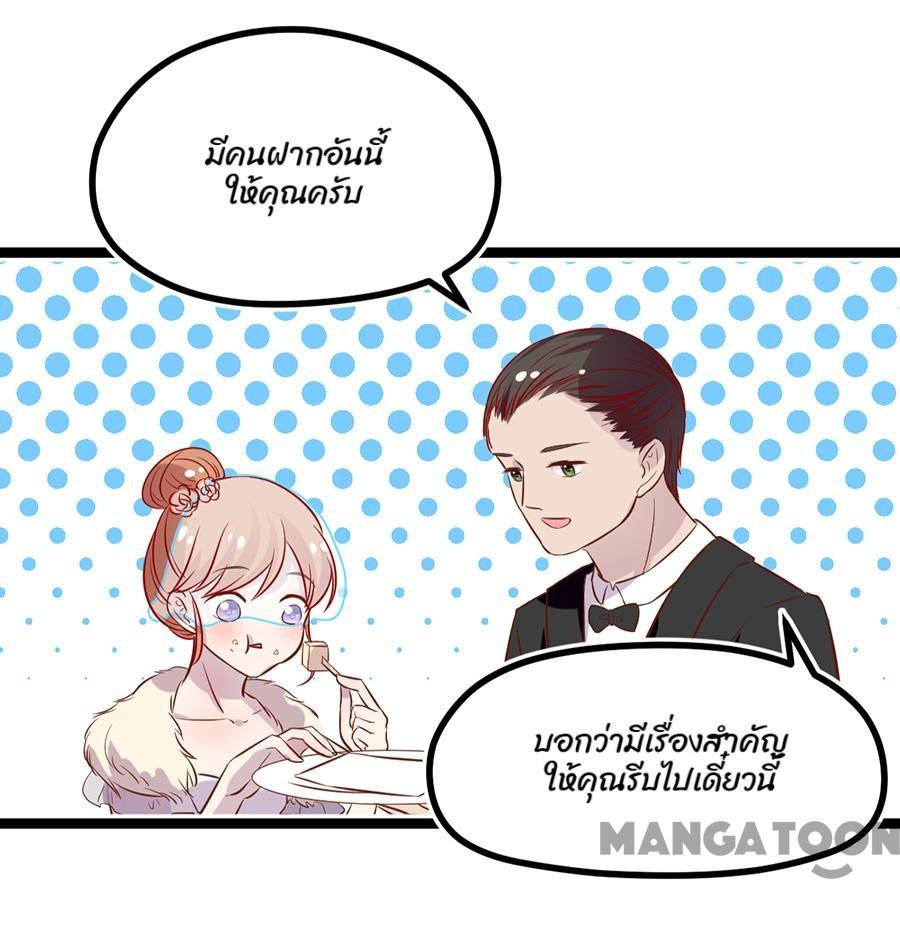 มีคนฝากอันนี้
ให้คุณครับ
บอกว่ามีเรื่องสำคัญ
ให้คุณรีบไปเดี๋ยวนี้
MANGATOON